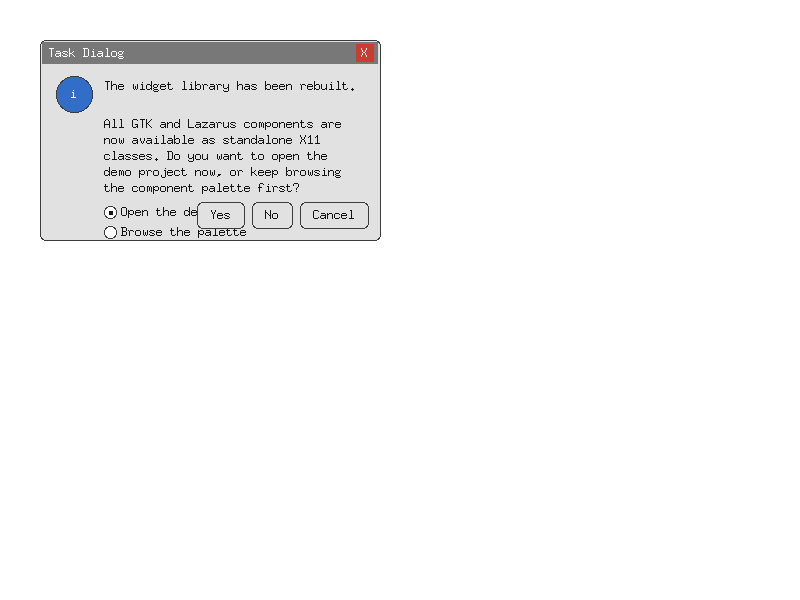 Task Dialog X
i
The widget library has been rebuilt.
All GTK and Lazarus components are
now available as standalone X11
classes. Do you want to open the
demo project now, or keep browsing
the component palette first?
Open the Yes No Cancel
Browse the palette